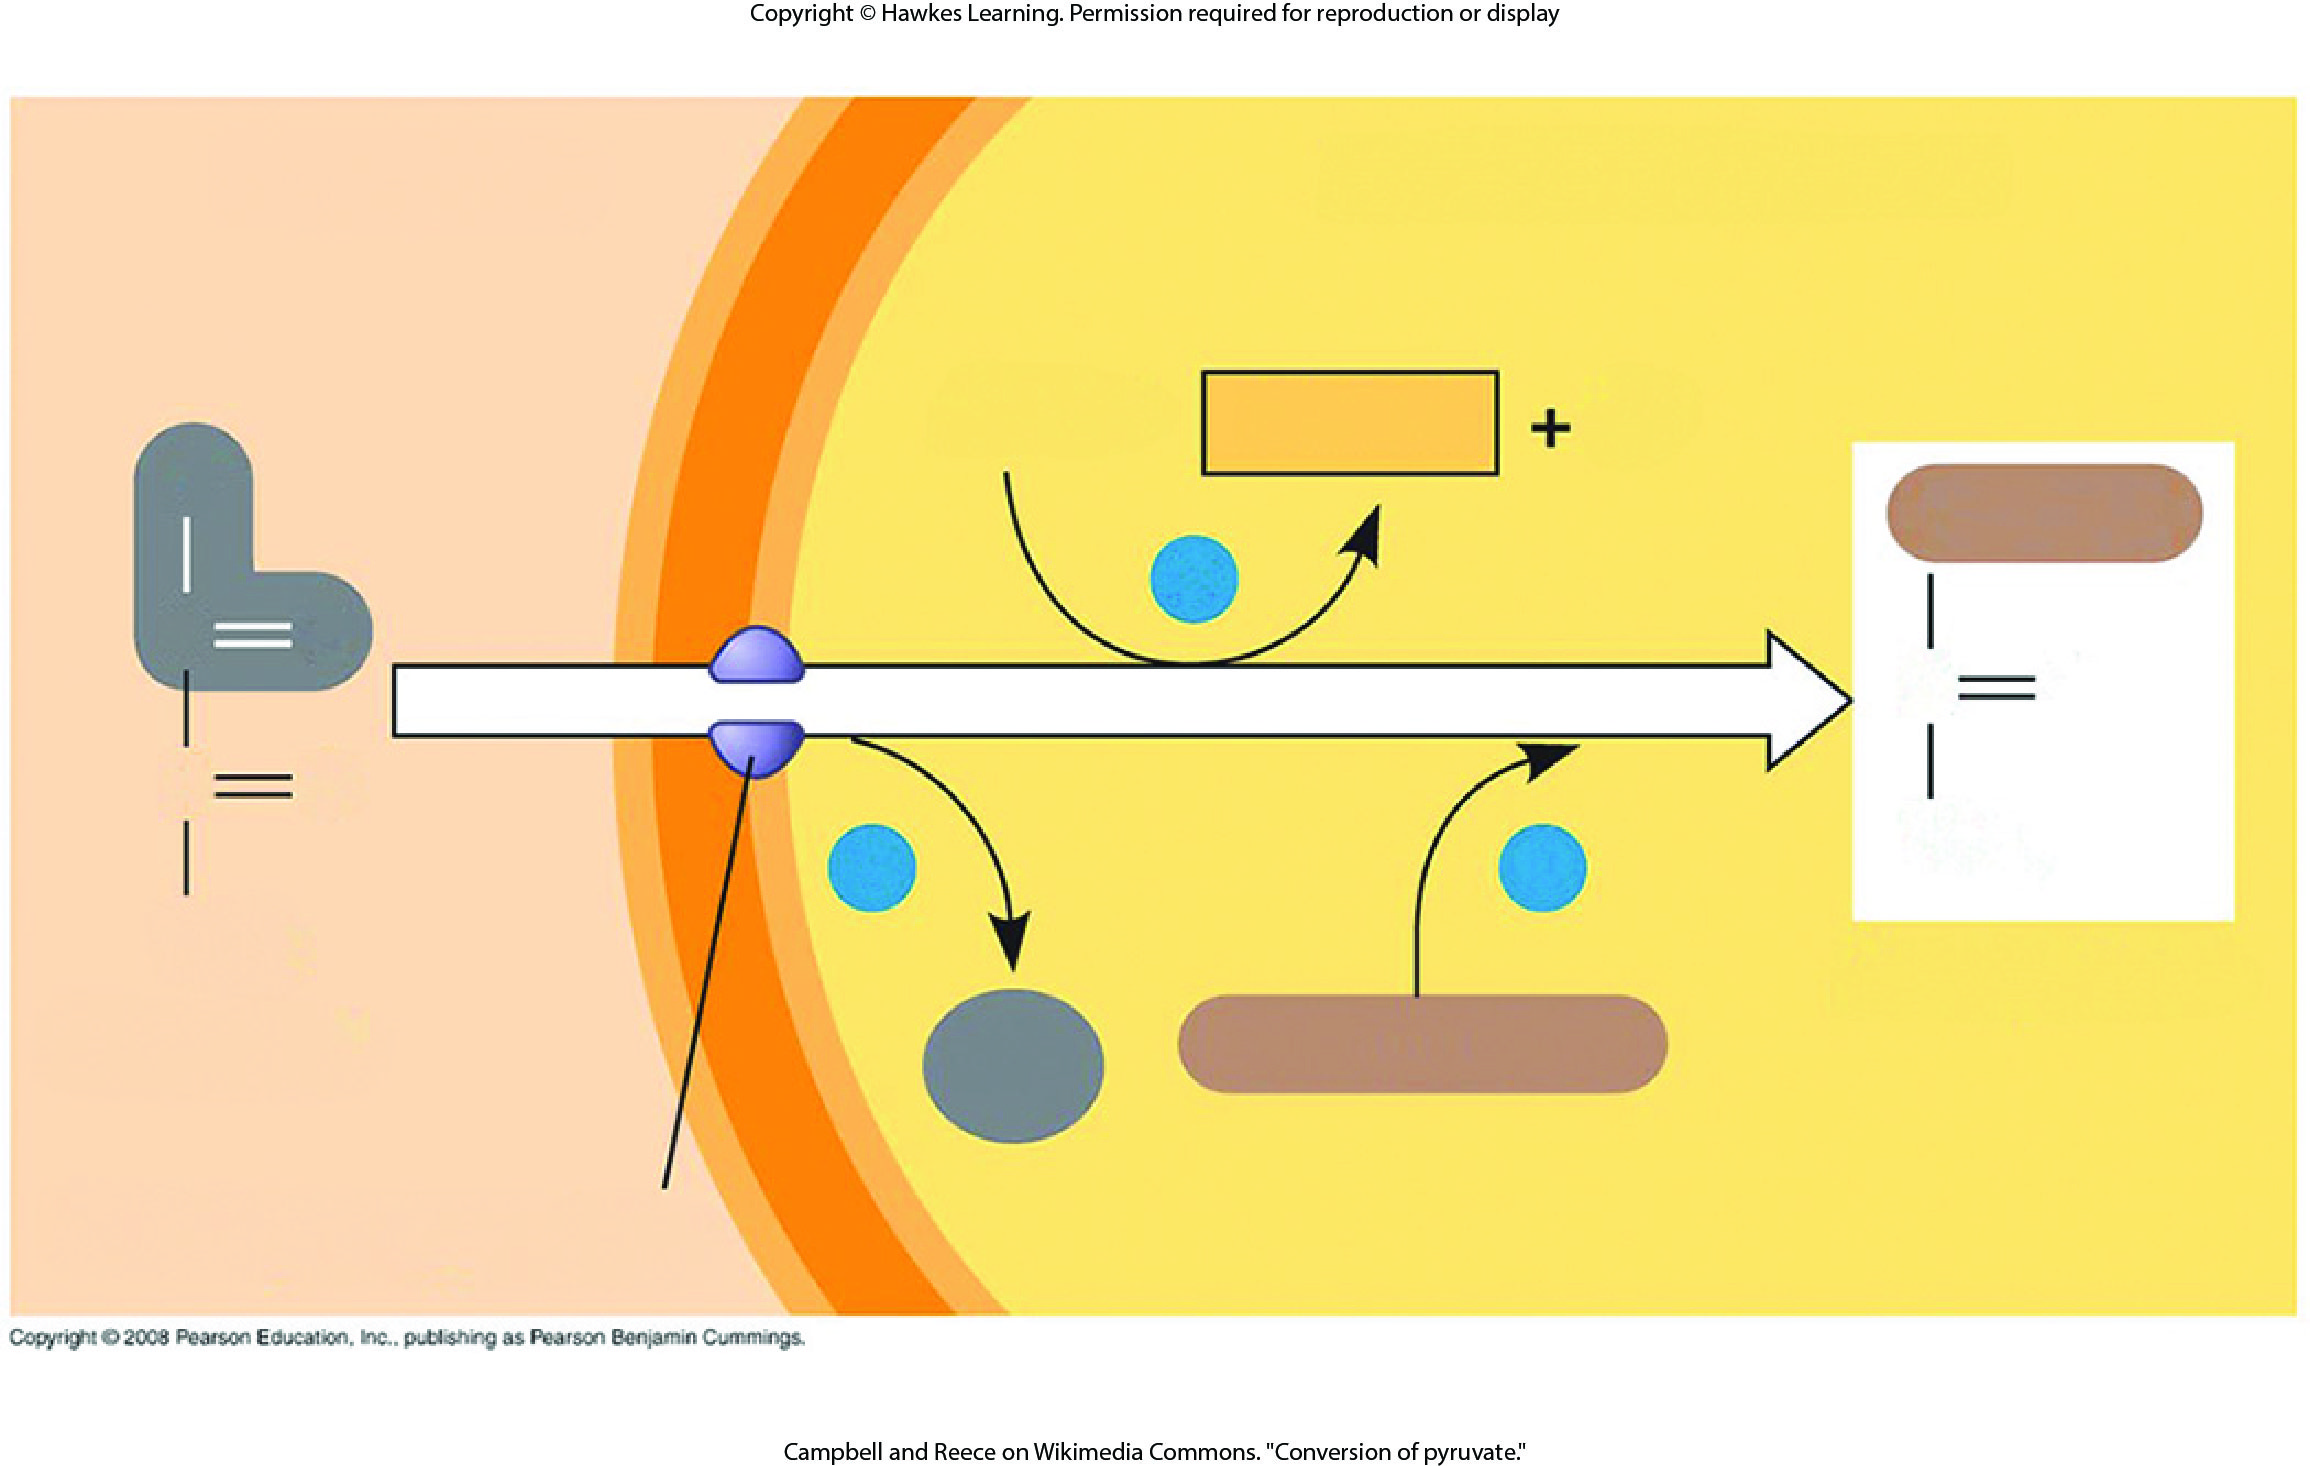 Copyright © Hawkes Learning. Permission required for reproduction or display
+
Copyright © 2008 Pearson Education, Inc., publishing as Pearson Benjamin Cummings.
Campbell and Reece on Wikimedia Commons. "Conversion of pyruvate."